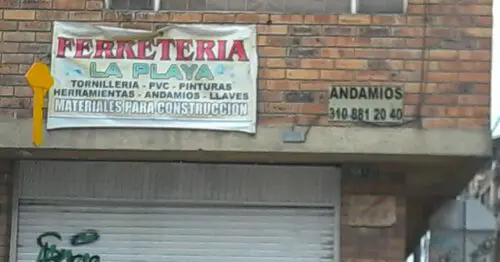 FERRETERIA
LA PLAYA
TORNILLERIA - PVC - PINTURAS
HERRAMIENTAS - ANDAMIOS - LLAVES
MATERIALES PARA CONSTRUCCION
ANDAMIOS
310 881 20 40